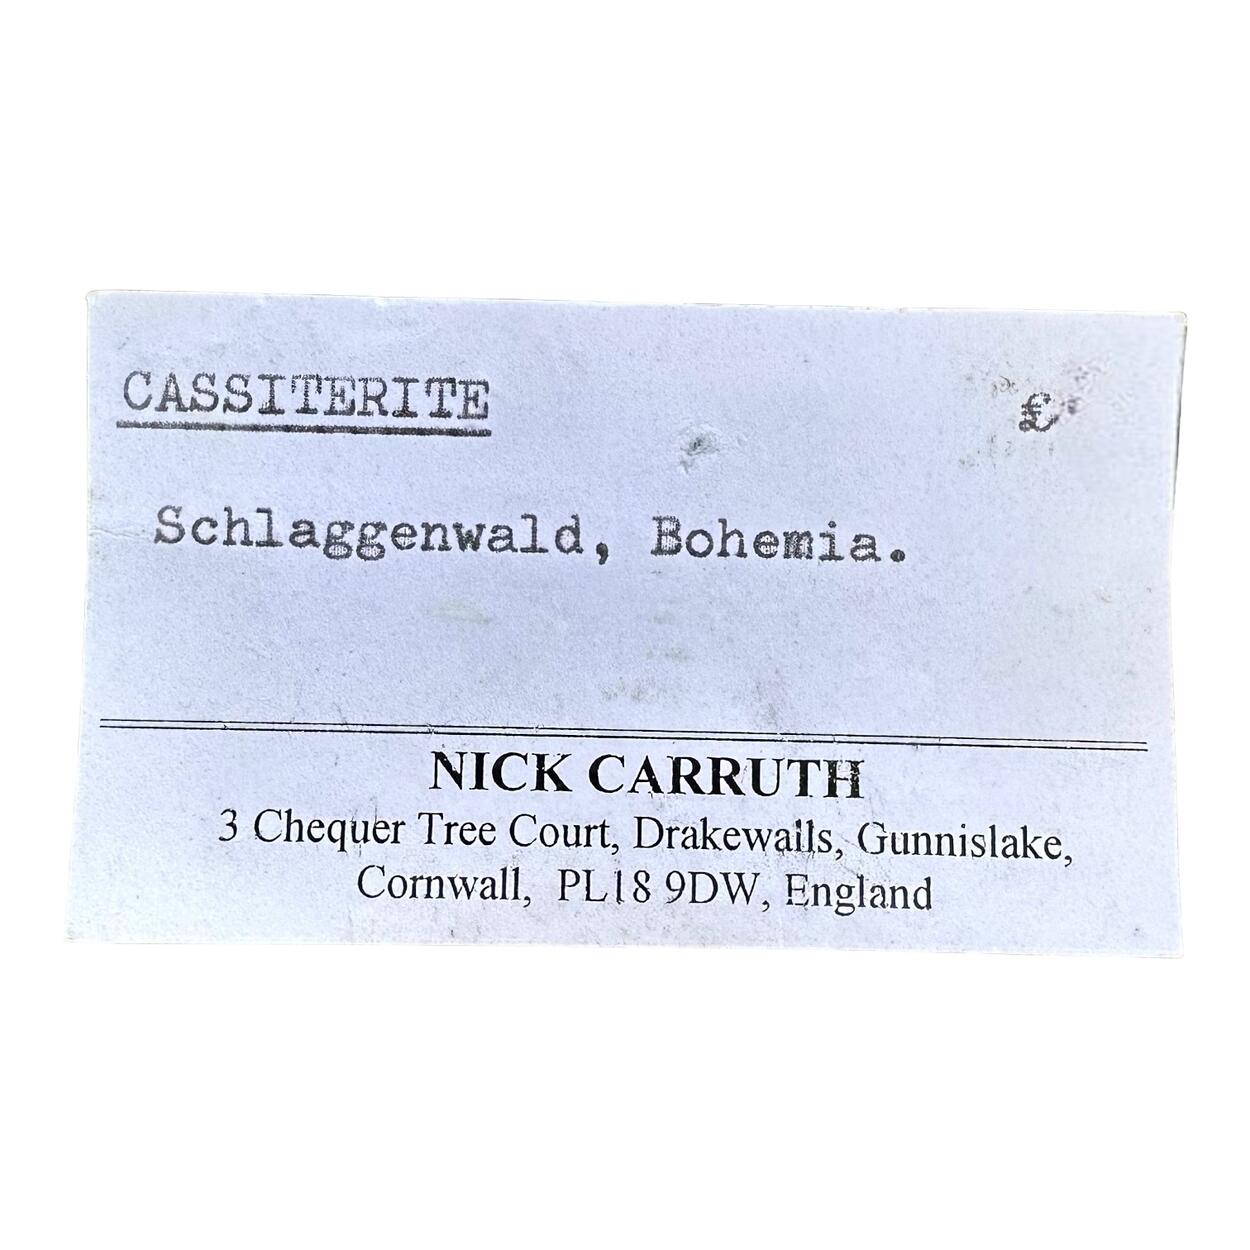 CASSITERITE £
Schlaggenwald, Bohemia.
NICK CARRUTH
3 Chequer Tree Court, Drakewalls, Gunnislake,
Cornwall, PL18 9DW, England